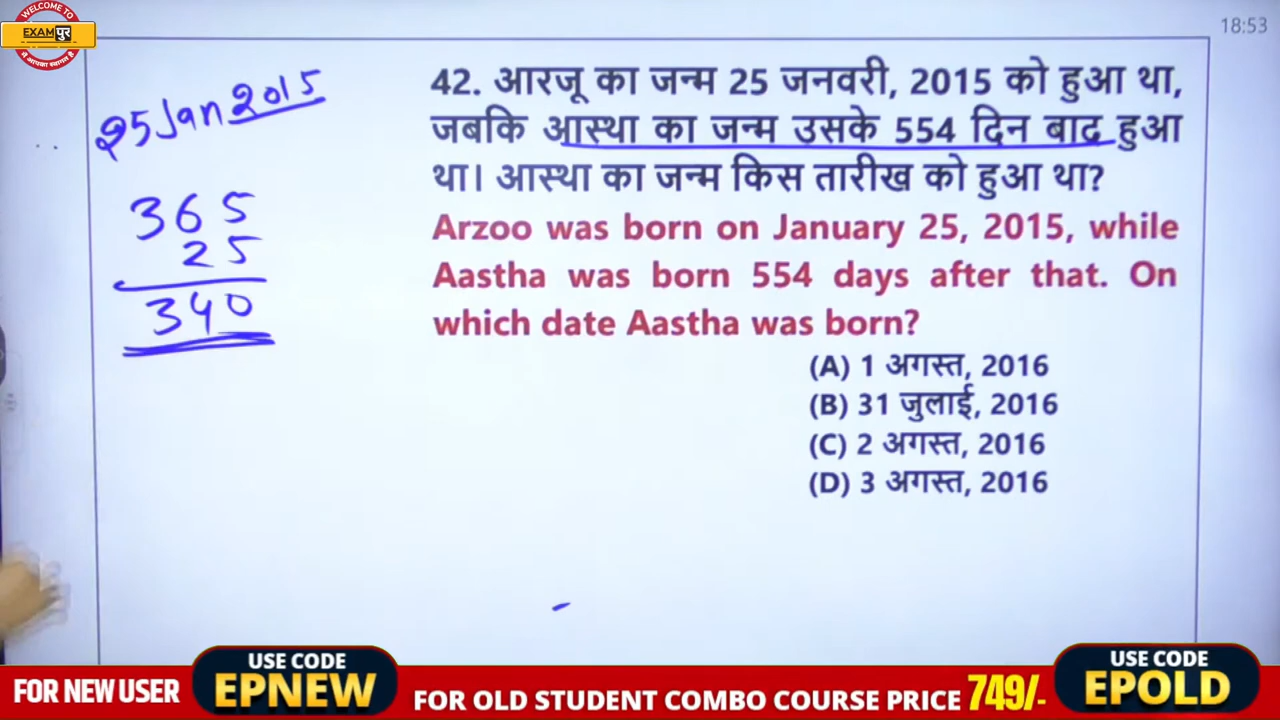 WELCOME TO
EXAMपुर
में आपका स्वागत है
18:53
25 Jan 2015
365
25
340
42. आरजू का जन्म 25 जनवरी, 2015 को हुआ था,
जबकि आस्था का जन्म उसके 554 दिन बाद हुआ
था। आस्था का जन्म किस तारीख को हुआ था?
Arzoo was born on January 25, 2015, while
Aastha was born 554 days after that. On
which date Aastha was born?
(A) 1 अगस्त, 2016
(B) 31 जुलाई, 2016
(C) 2 अगस्त, 2016
(D) 3 अगस्त, 2016
FOR NEW USER
USE CODE
EPNEW
FOR OLD STUDENT COMBO COURSE PRICE 749/-
USE CODE
EPOLD